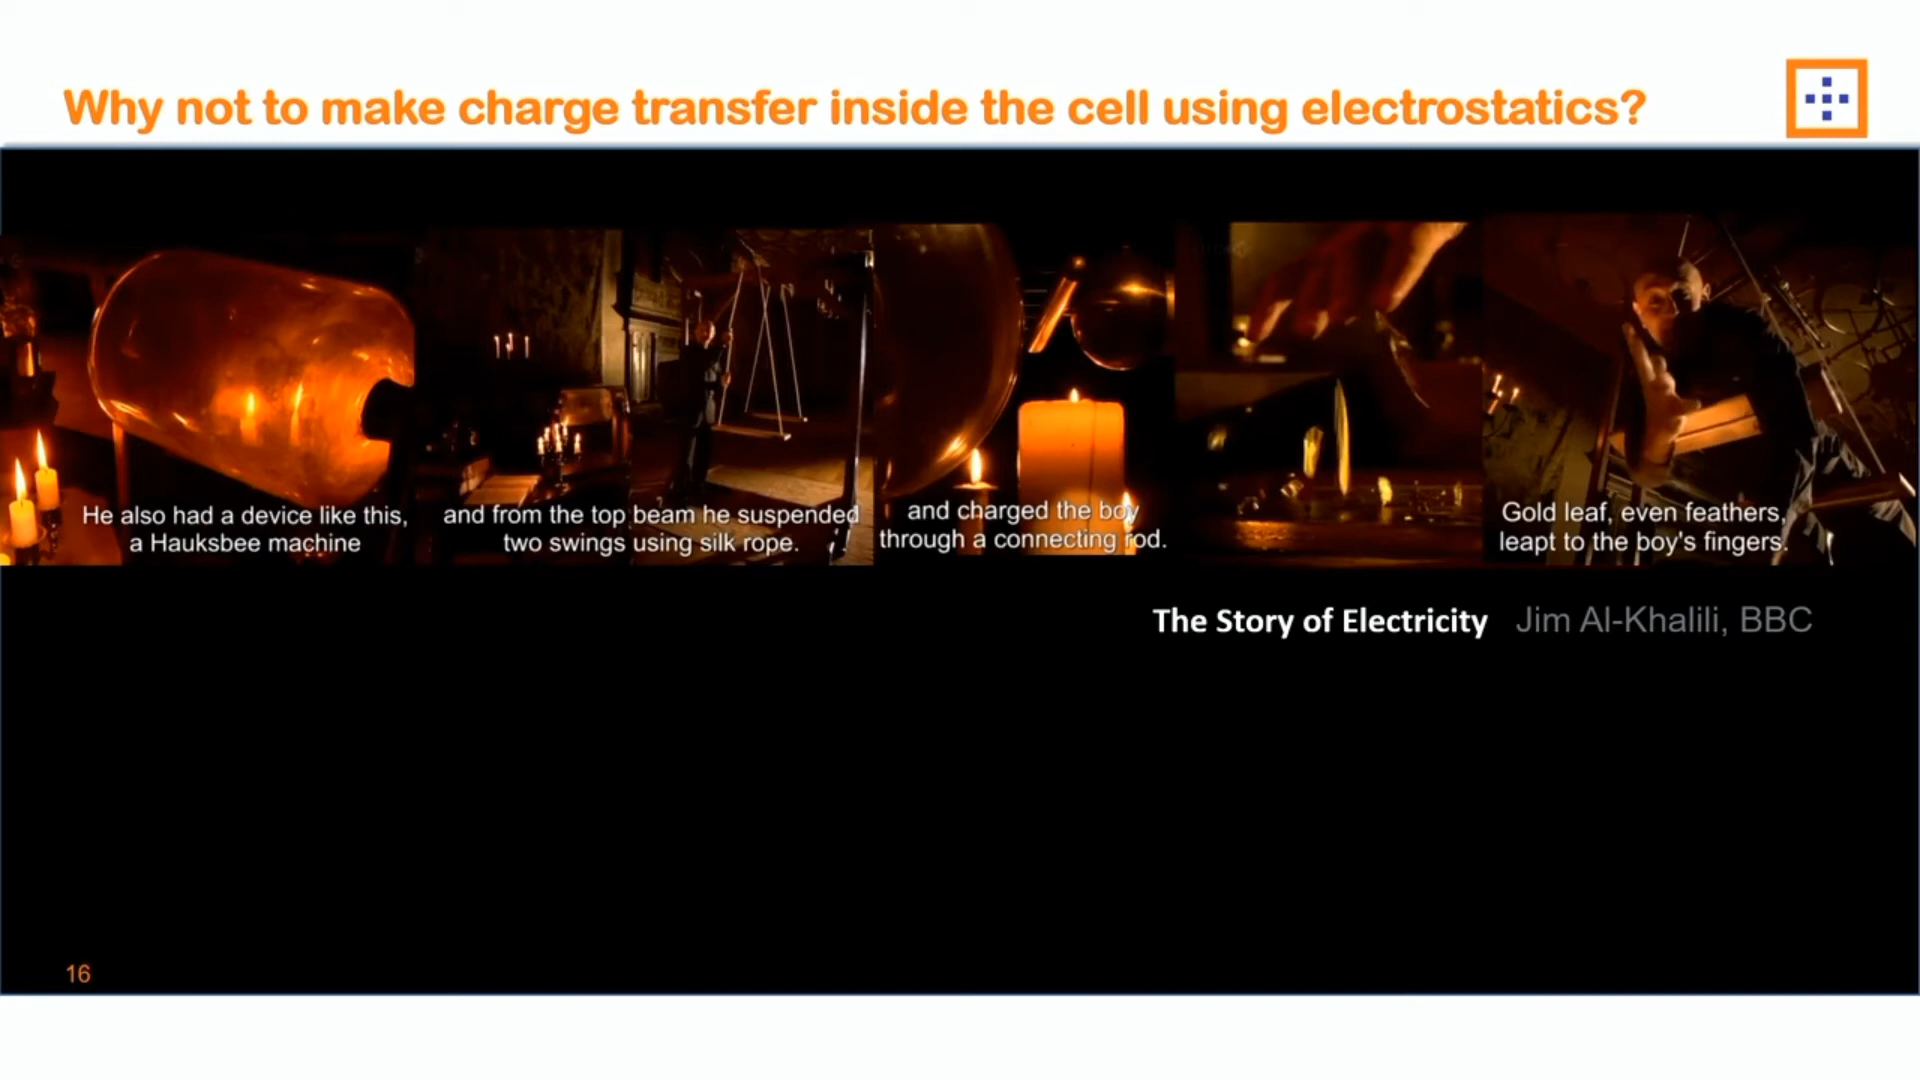 Why not to make charge transfer inside the cell using electrostatics?
He also had a device like this,
a Hauksbee machine
and from the top beam he suspended
two swings using silk rope.
and charged the boy
through a connecting rod.
Gold leaf, even feathers,
leapt to the boy's fingers.
The Story of Electricity Jim Al-Khalili, BBC
16